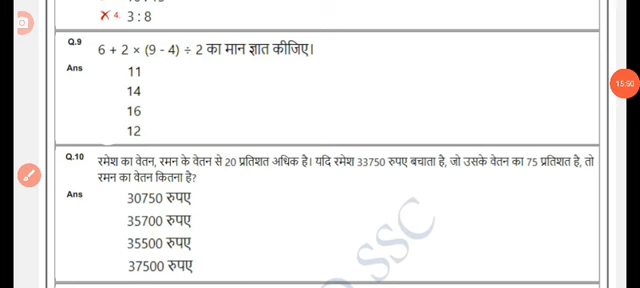 4. 3 : 8
Q.9 6 + 2 × (9 - 4) ÷ 2 का मान ज्ञात कीजिए।
Ans 11
14
16
12
15:50
Q.10 रमेश का वेतन, रमन के वेतन से 20 प्रतिशत अधिक है। यदि रमेश 33750 रुपए बचाता है, जो उसके वेतन का 75 प्रतिशत है, तो
रमन का वेतन कितना है?
Ans 30750 रुपए
35700 रुपए
35500 रुपए
37500 रुपए
SSC